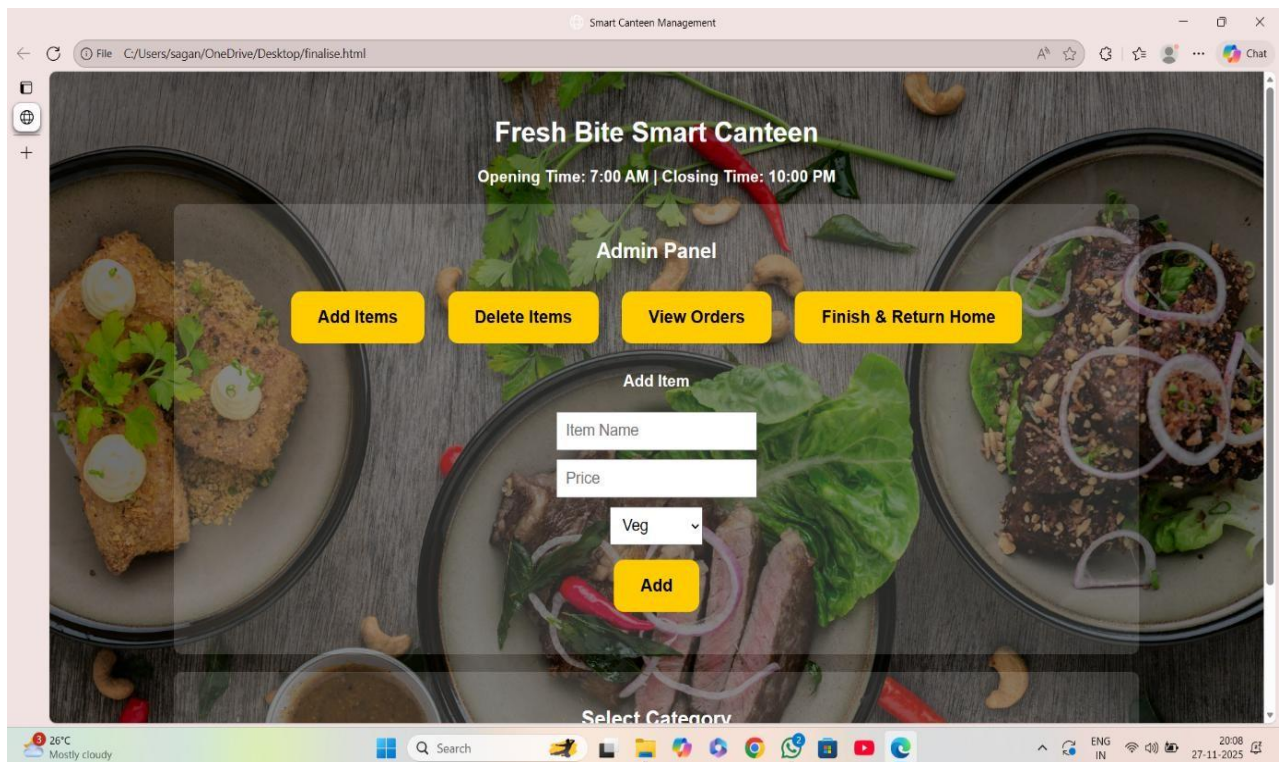 Smart Canteen Management
File C:/Users/sagan/OneDrive/Desktop/finalise.html
Chat
Fresh Bite Smart Canteen
Opening Time: 7:00 AM | Closing Time: 10:00 PM
Admin Panel
Add Items Delete Items View Orders Finish & Return Home
Add Item
Item Name
Price
Veg
Add
Select Category
3 26°C
Mostly cloudy
Search
2
ENG
IN
20:08
27-11-2025